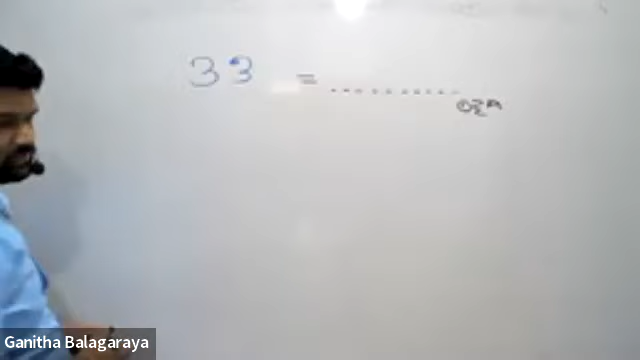 33 = ...........
Ganitha Balagaraya